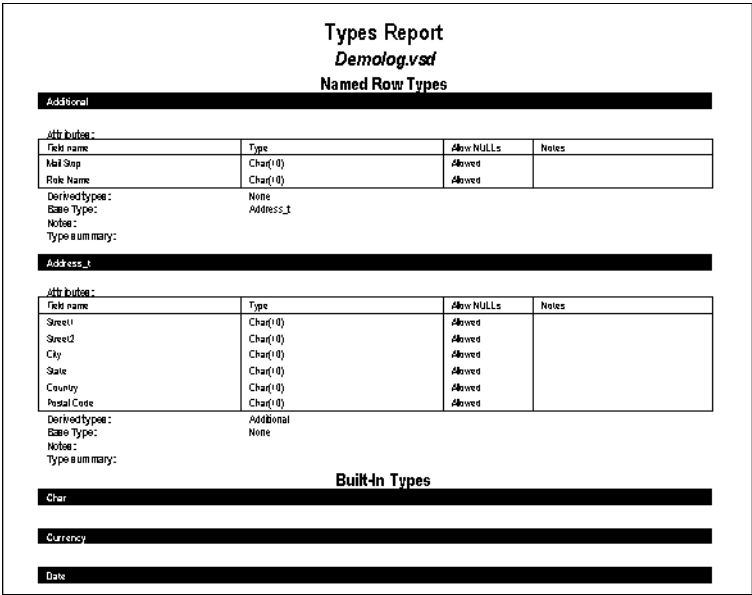 Types Report
Demolog.vsd
Named Row Types
Additional
Attributes:
Field name Type Allow NULLs Notes
Mail Stop Char(10) Allowed
Role Name Char(10) Allowed
Derived types: None
Base Type: Address_t
Notes:
Type summary:
Address_t
Attributes:
Field name Type Allow NULLs Notes
Street1 Char(10) Allowed
Street2 Char(10) Allowed
City Char(10) Allowed
State Char(10) Allowed
Country Char(10) Allowed
Postal Code Char(10) Allowed
Derived types: Additional
Base Type: None
Notes:
Type summary:
Built-In Types
Char
Currency
Date